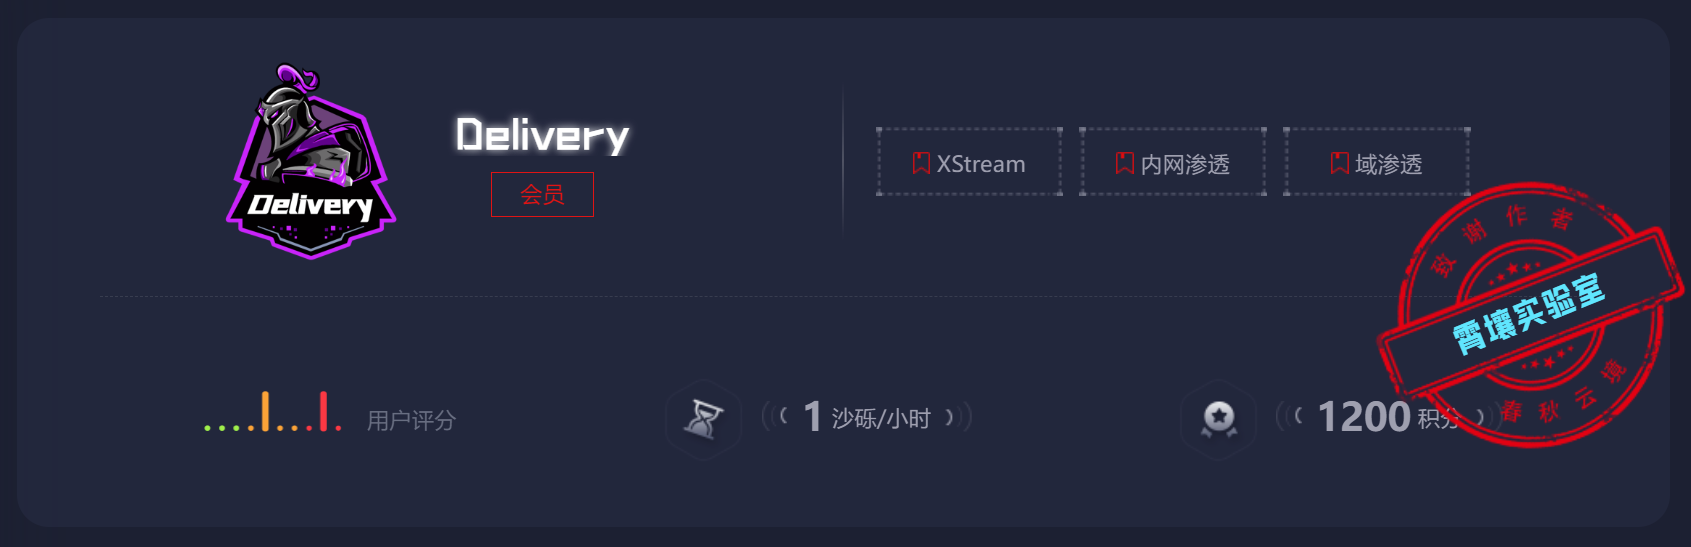 Delivery
Delivery
会员
XStream
内网渗透
域渗透
致谢作者
霄壤实验室
春秋云境
用户评分
1 沙砾/小时
1200 积分